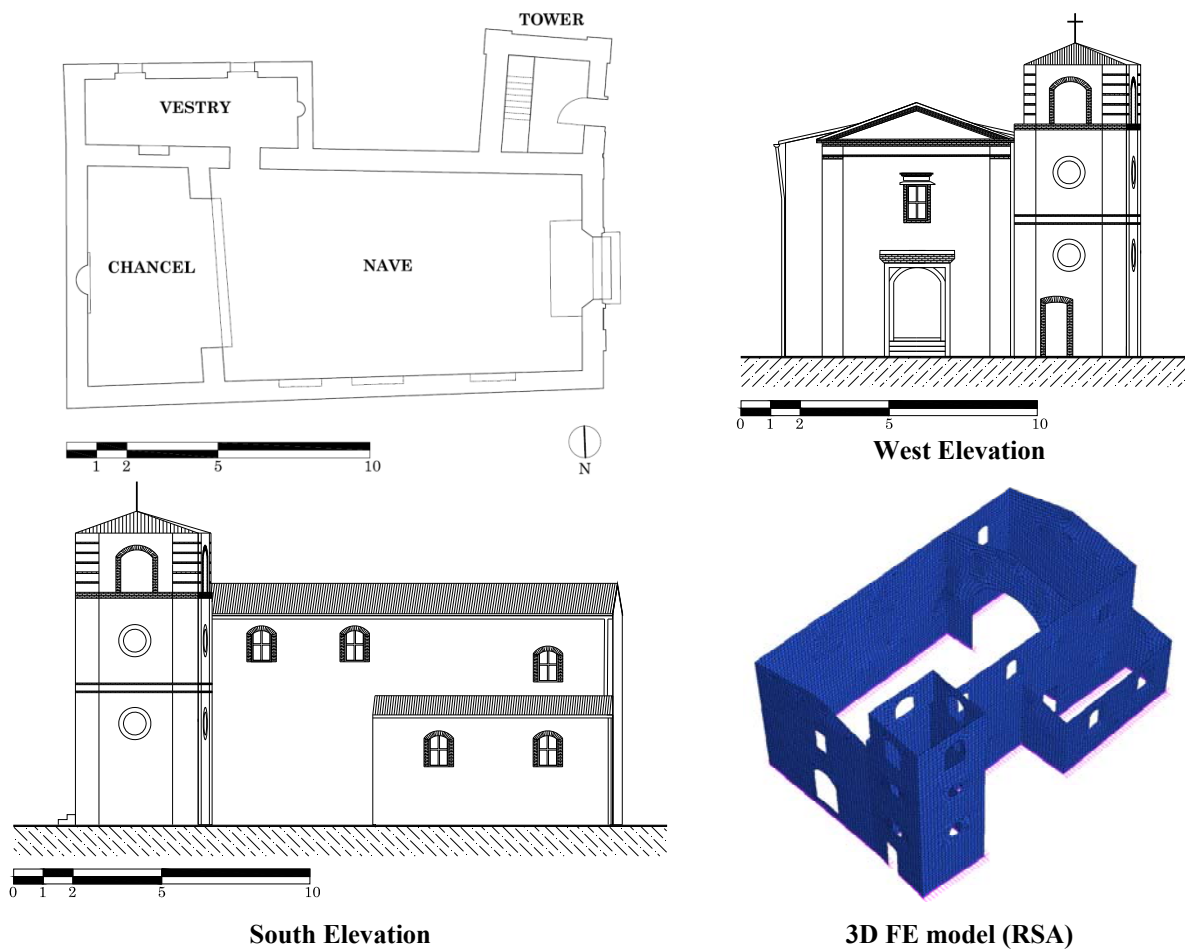 TOWER
VESTRY
CHANCEL
NAVE
1 2 5 10
N
0 1 2 5 10
West Elevation
0 1 2 5 10
South Elevation
3D FE model (RSA)